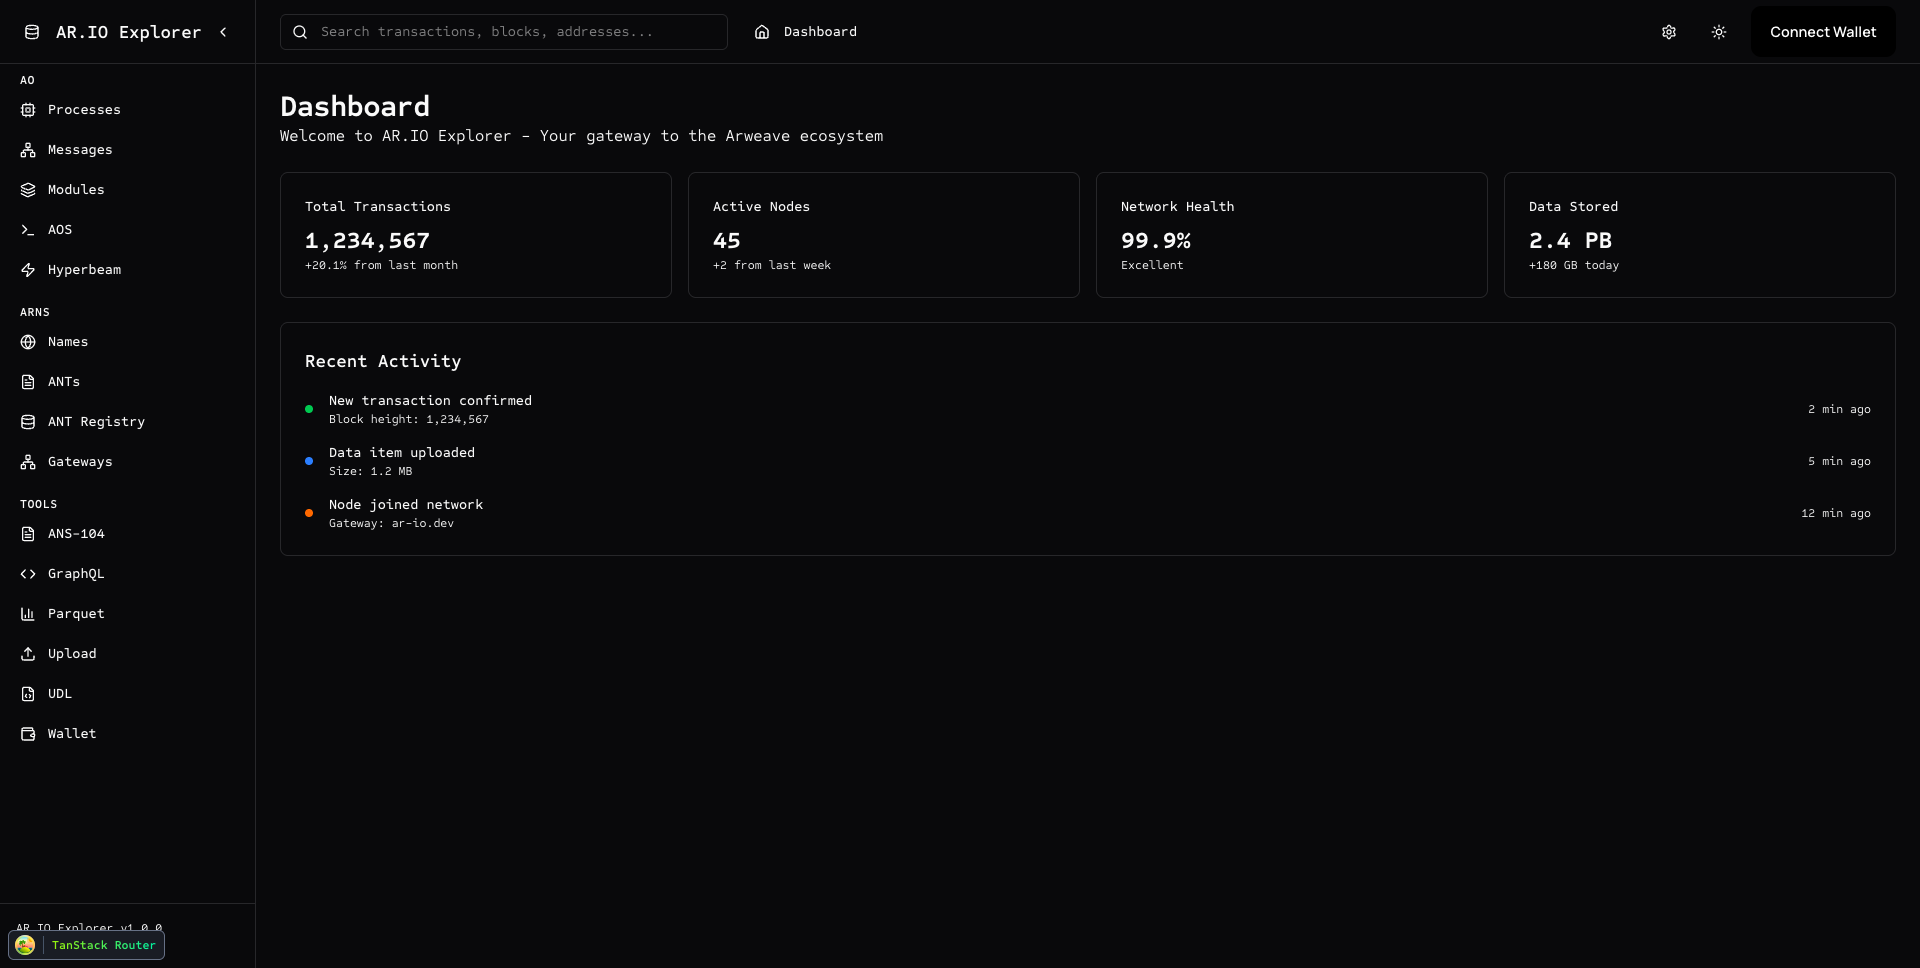 AR.IO Explorer
Search transactions, blocks, addresses...
Dashboard
Connect Wallet
AO
Processes
Messages
Modules
AOS
Hyperbeam
ARNS
Names
ANTs
ANT Registry
Gateways
TOOLS
ANS-104
GraphQL
Parquet
Upload
UDL
Wallet
AR.IO Explorer v1.0.0
TanStack Router
Dashboard
Welcome to AR.IO Explorer - Your gateway to the Arweave ecosystem
Total Transactions
1,234,567
+20.1% from last month
Active Nodes
45
+2 from last week
Network Health
99.9%
Excellent
Data Stored
2.4 PB
+180 GB today
Recent Activity
New transaction confirmed
Block height: 1,234,567
2 min ago
Data item uploaded
Size: 1.2 MB
5 min ago
Node joined network
Gateway: ar-io.dev
12 min ago